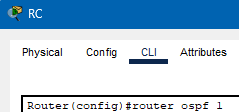 RC
Physical Config CLI Attributes
Router(config)#router ospf 1